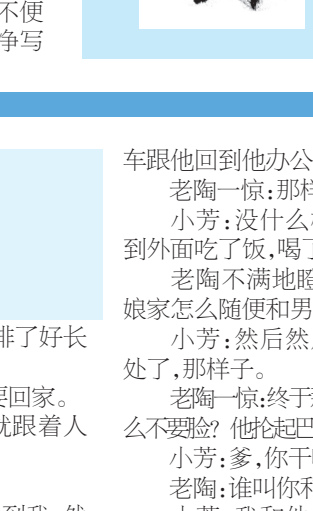 不便
争写
排了好长
要回家。
就跟着人
车跟他回到他办公
老陶一惊:那样
小芳:没什么
到外面吃了饭,喝了
老陶不满地瞪
娘家怎么随便和男
小芳:然后然
处了,那样子。
老陶一惊:终于
么不要脸?他抡起巴
小芳:爹,你干
老陶:谁叫你和